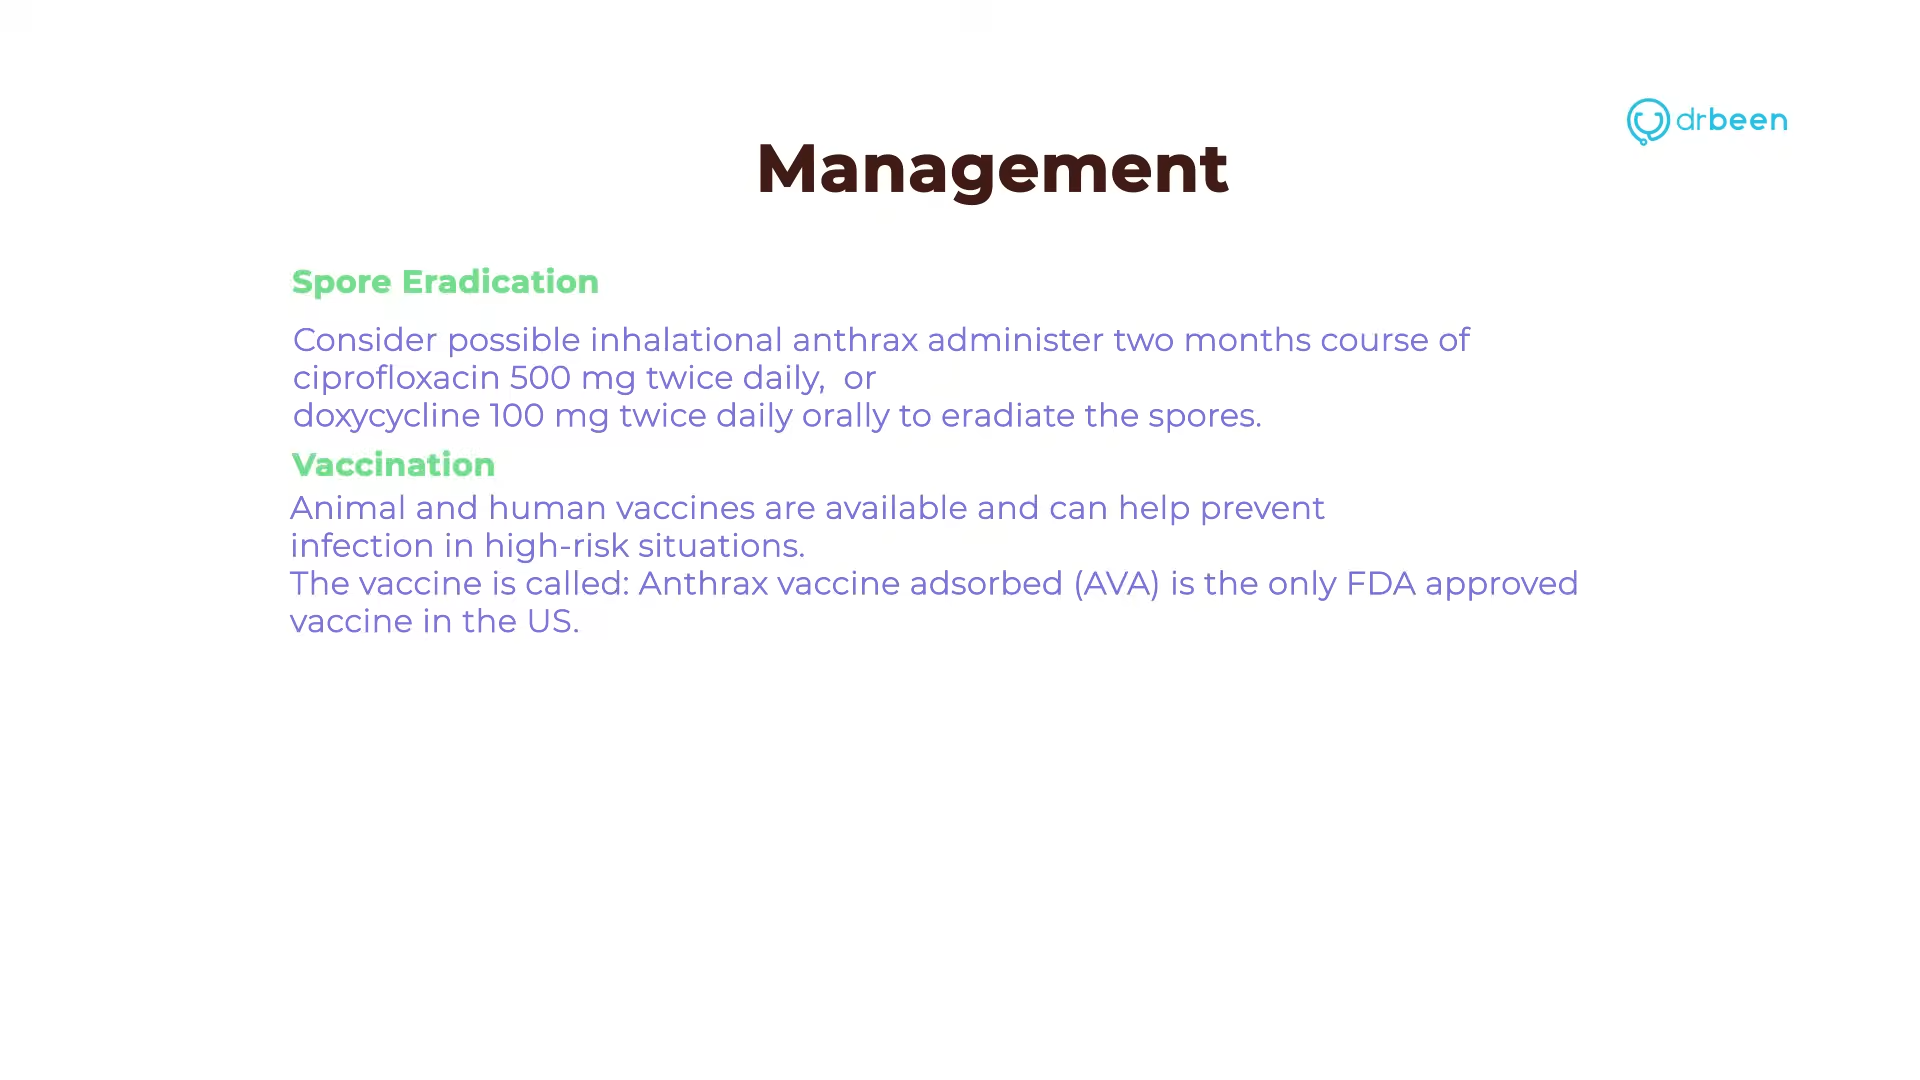 drbeen
Management
Spore Eradication
Consider possible inhalational anthrax administer two months course of
ciprofloxacin 500 mg twice daily,  or
doxycycline 100 mg twice daily orally to eradiate the spores.
Vaccination
Animal and human vaccines are available and can help prevent
infection in high-risk situations.
The vaccine is called: Anthrax vaccine adsorbed (AVA) is the only FDA approved
vaccine in the US.